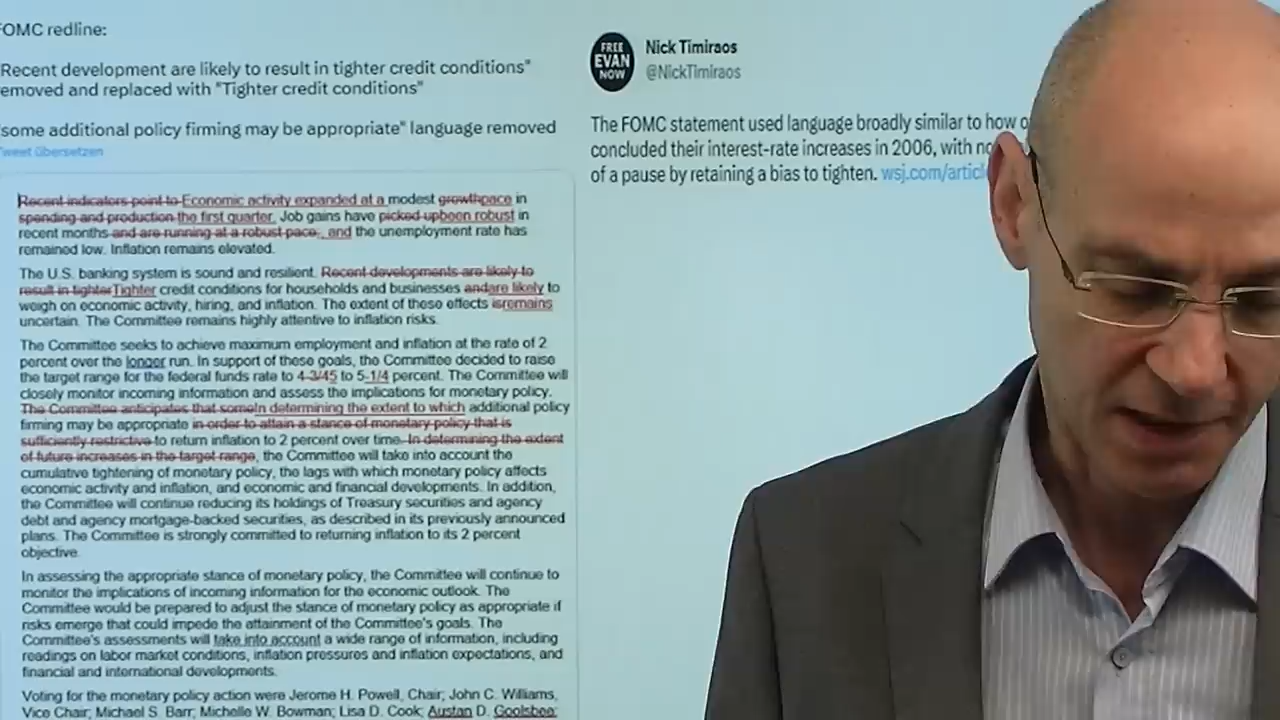 FOMC redline:
Recent development are likely to result in tighter credit conditions"
emoved and replaced with "Tighter credit conditions"
some additional policy firming may be appropriate" language removed
Tweet übersetzen
Recent indicators point to Economic activity expanded at a modest growthpace in
spending and production the first quarter. Job gains have picked upbeen robust in
recent months and are running at a robust pace; , and the unemployment rate has
remained low. Inflation remains elevated.
The U.S. banking system is sound and resilient. Recent developments are likely to
result in tighterTighter credit conditions for households and businesses andare likely to
weigh on economic activity, hiring, and inflation. The extent of these effects isremains
uncertain. The Committee remains highly attentive to inflation risks.
The Committee seeks to achieve maximum employment and inflation at the rate of 2
percent over the longer run. In support of these goals, the Committee decided to raise
the target range for the federal funds rate to 4-3/45 to 5-1/4 percent. The Committee will
closely monitor incoming information and assess the implications for monetary policy.
The Committee anticipates that someIn determining the extent to which additional policy
firming may be appropriate in order to attain a stance of monetary policy that is
sufficiently restrictive to return inflation to 2 percent over time. In determining the extent
of future increases in the target range, the Committee will take into account the
cumulative tightening of monetary policy, the lags with which monetary policy affects
economic activity and inflation, and economic and financial developments. In addition,
the Committee will continue reducing its holdings of Treasury securities and agency
debt and agency mortgage-backed securities, as described in its previously announced
plans. The Committee is strongly committed to returning inflation to its 2 percent
objective.
In assessing the appropriate stance of monetary policy, the Committee will continue to
monitor the implications of incoming information for the economic outlook. The
Committee would be prepared to adjust the stance of monetary policy as appropriate if
risks emerge that could impede the attainment of the Committee's goals. The
Committee's assessments will take into account a wide range of information, including
readings on labor market conditions, inflation pressures and inflation expectations, and
financial and international developments.
Voting for the monetary policy action were Jerome H. Powell, Chair; John C. Williams,
Vice Chair; Michael S. Barr; Michelle W. Bowman; Lisa D. Cook; Austan D. Goolsbee;
FREE
EVAN
NOW
Nick Timiraos
@NickTimiraos
The FOMC statement used language broadly similar to how
concluded their interest-rate increases in 2006, with
of a pause by retaining a bias to tighten. wsj.com/articl